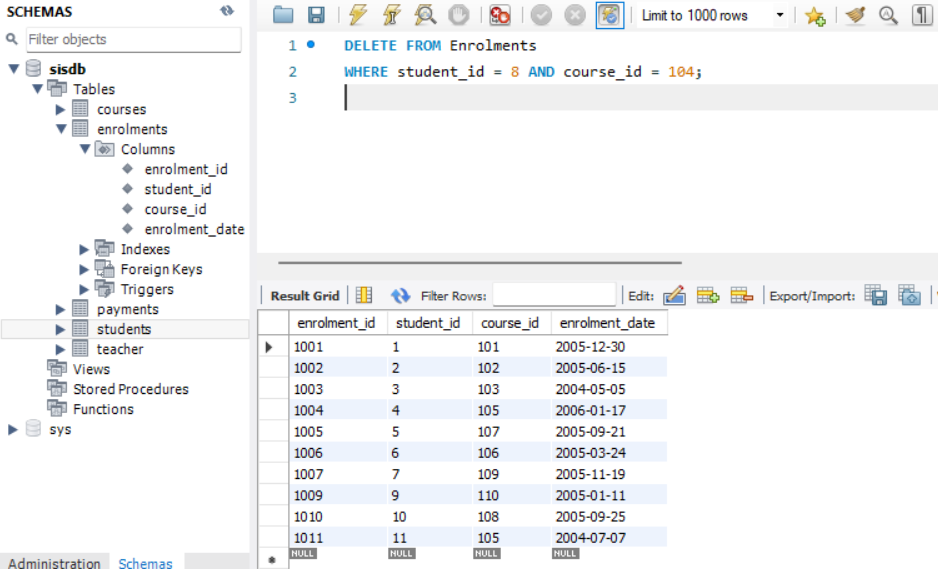 SCHEMAS
Filter objects
sisdb
Tables
courses
enrolments
Columns
enrolment_id
student_id
course_id
enrolment_date
Indexes
Foreign Keys
Triggers
payments
students
teacher
Views
Stored Procedures
Functions
sys
Administration Schemas
Limit to 1000 rows
1 DELETE FROM Enrolments
2 WHERE student_id = 8 AND course_id = 104;
3
Result Grid Filter Rows: Edit: Export/Import:
enrolment_id student_id course_id enrolment_date
1001 1 101 2005-12-30
1002 2 102 2005-06-15
1003 3 103 2004-05-05
1004 4 105 2006-01-17
1005 5 107 2005-09-21
1006 6 106 2005-03-24
1007 7 109 2005-11-19
1009 9 110 2005-01-11
1010 10 108 2005-09-25
1011 11 105 2004-07-07
NULL NULL NULL NULL